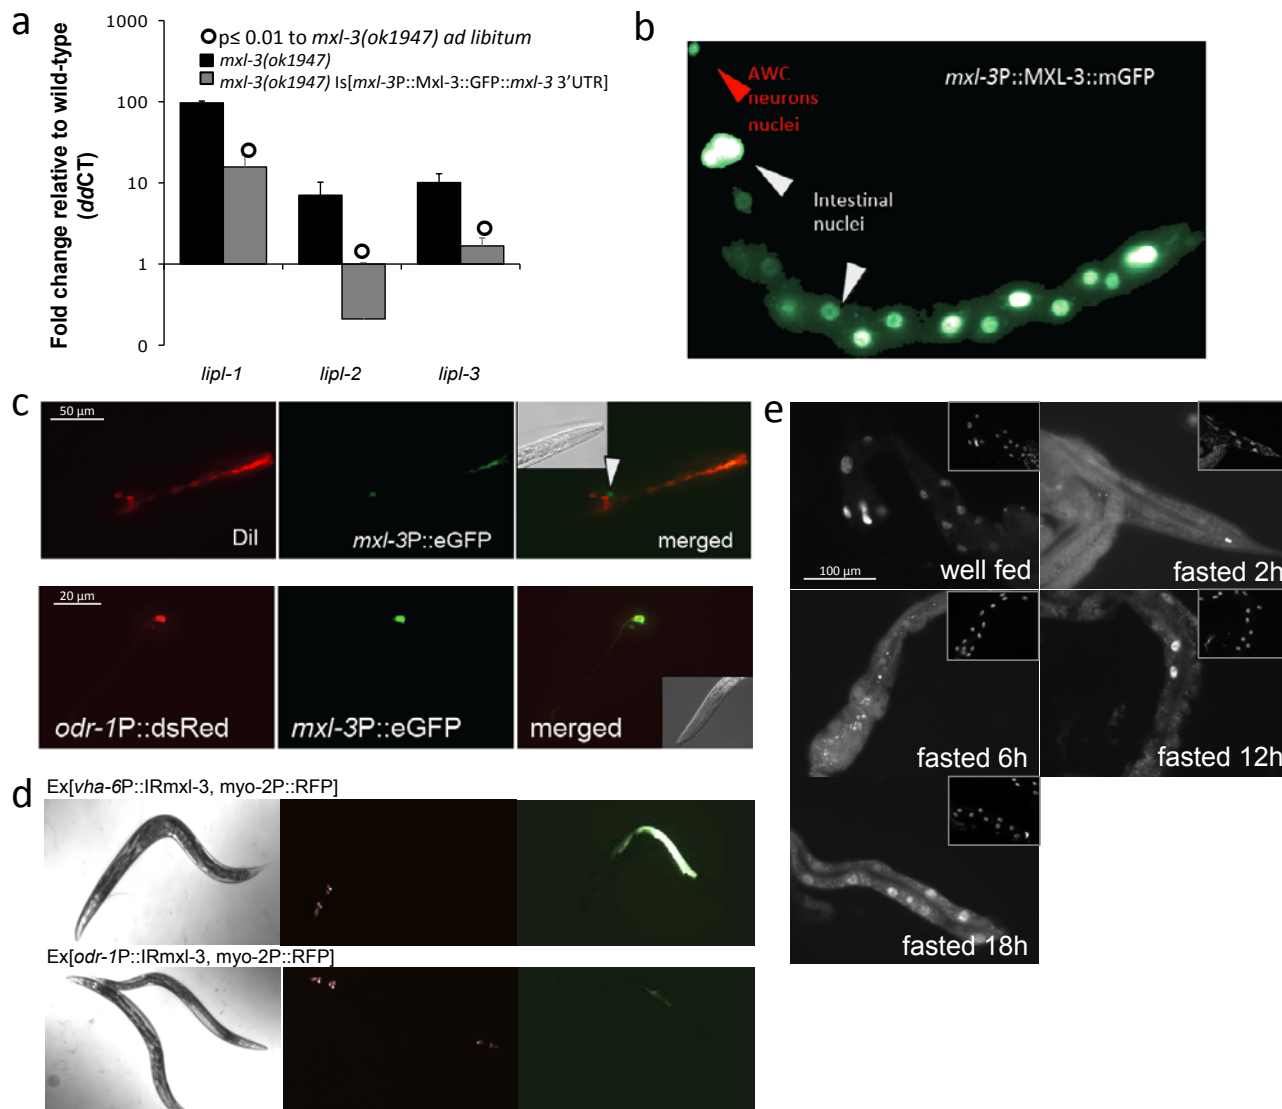 a
1000
100
10
1
0
Fold change relative to wild-type
(ddCT)
p≤ 0.01 to mxl-3(ok1947) ad libitum
mxl-3(ok1947)
mxl-3(ok1947) Is[mxl-3P::Mxl-3::GFP::mxl-3 3'UTR]
lipl-1
lipl-2
lipl-3
b
mxl-3P::MXL-3::mGFP
AWC
neurons
nuclei
Intestinal
nuclei
c
50 µm
DiI
mxl-3P::eGFP
merged
20 µm
odr-1P::dsRed
mxl-3P::eGFP
merged
d
Ex[vha-6P::IRmxl-3, myo-2P::RFP]
Ex[odr-1P::IRmxl-3, myo-2P::RFP]
e
100 µm
well fed
fasted 2h
fasted 6h
fasted 12h
fasted 18h